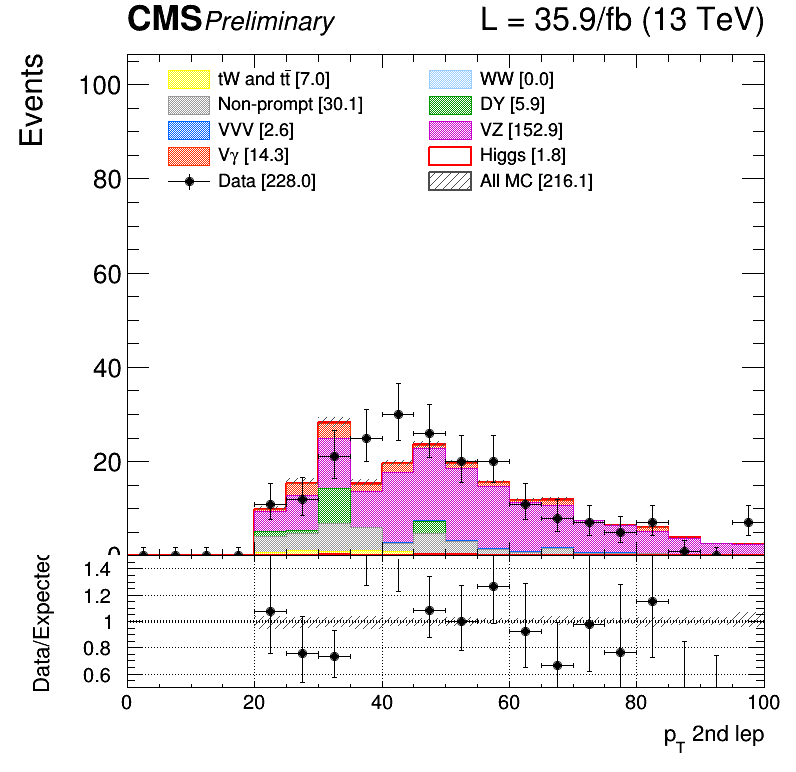 CMS Preliminary L = 35.9/fb (13 TeV)
Events
100
80
60
40
20
0
tW and tt̄ [7.0]
Non-prompt [30.1]
VVV [2.6]
Vγ [14.3]
Data [228.0]
WW [0.0]
DY [5.9]
VZ [152.9]
Higgs [1.8]
All MC [216.1]
Data/Expected
1.4
1.2
1
0.8
0.6
0 20 40 60 80 100
p_T 2nd lep